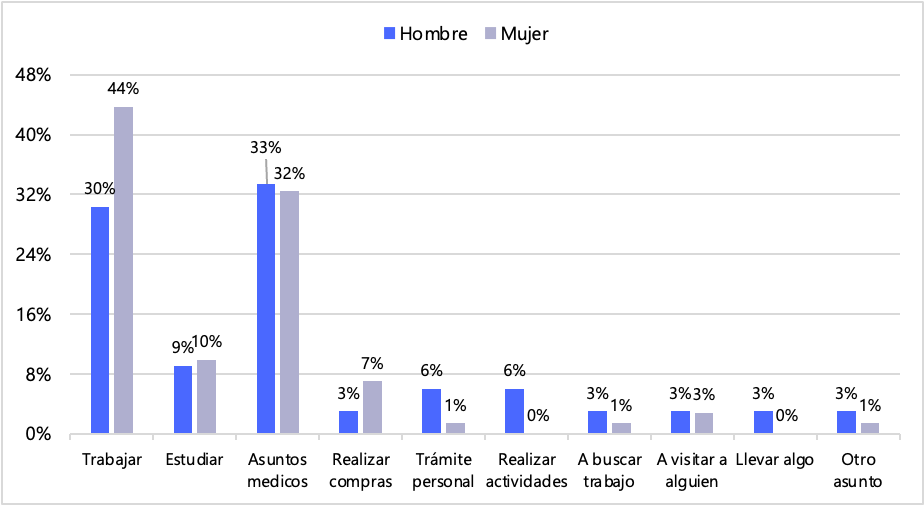 Hombre Mujer
48%
40%
32%
24%
16%
8%
0%
30% 44%
9% 10%
33% 32%
3% 7%
6% 1%
6% 0%
3% 1%
3% 3%
3% 0%
3% 1%
Trabajar
Estudiar
Asuntos
medicos
Realizar
compras
Trámite
personal
Realizar
actividades
A buscar
trabajo
A visitar a
alguien
Llevar algo
Otro
asunto